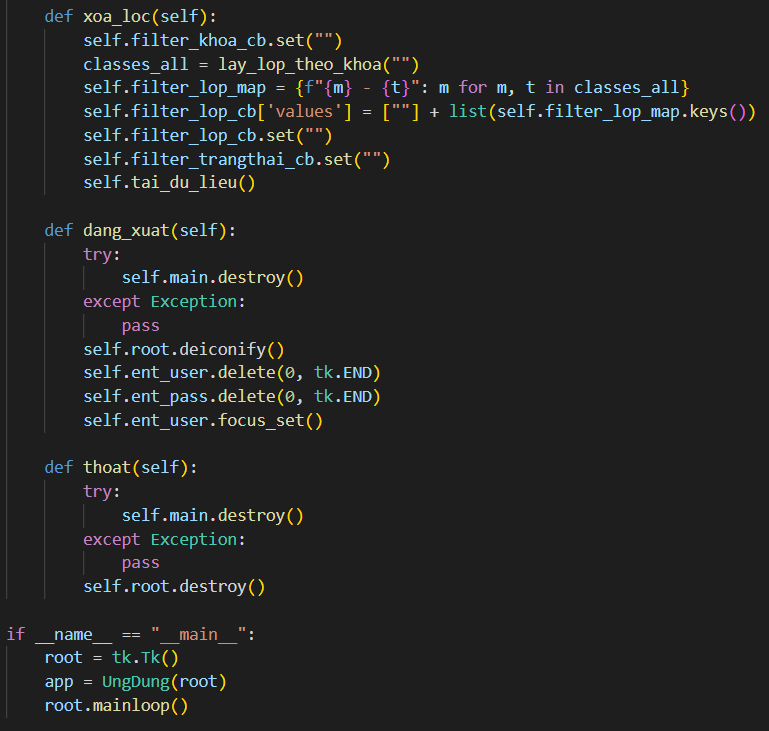 def xoa_loc(self):
        self.filter_khoa_cb.set("")
        classes_all = lay_lop_theo_khoa("")
        self.filter_lop_map = {f"{m} - {t}": m for m, t in classes_all}
        self.filter_lop_cb['values'] = [""] + list(self.filter_lop_map.keys())
        self.filter_lop_cb.set("")
        self.filter_trangthai_cb.set("")
        self.tai_du_lieu()

    def dang_xuat(self):
        try:
            self.main.destroy()
        except Exception:
            pass
        self.root.deiconify()
        self.ent_user.delete(0, tk.END)
        self.ent_pass.delete(0, tk.END)
        self.ent_user.focus_set()

    def thoat(self):
        try:
            self.main.destroy()
        except Exception:
            pass
        self.root.destroy()

if __name__ == "__main__":
    root = tk.Tk()
    app = UngDung(root)
    root.mainloop()